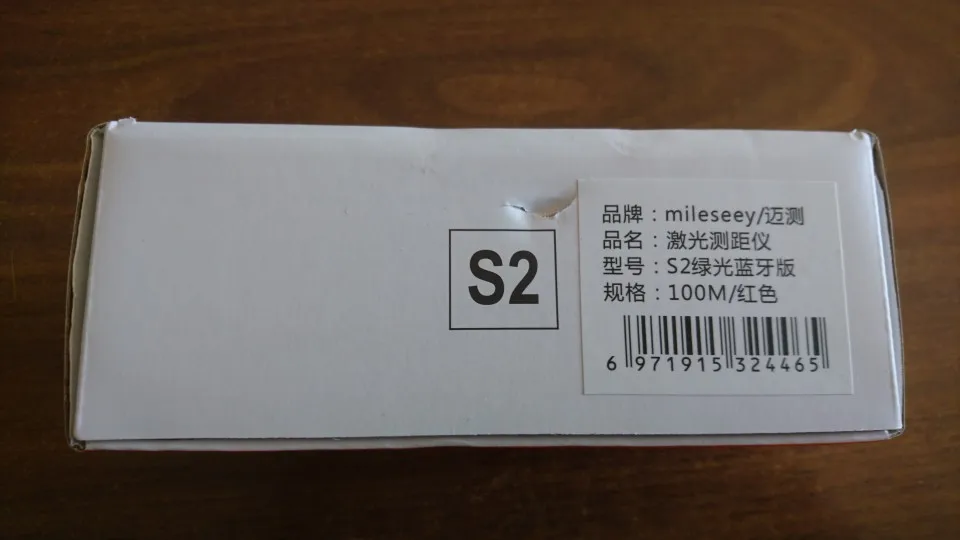 S2
品牌：mileseey/迈测
品名：激光测距仪
型号：S2绿光蓝牙版
规格：100M/红色
6 971915 324465